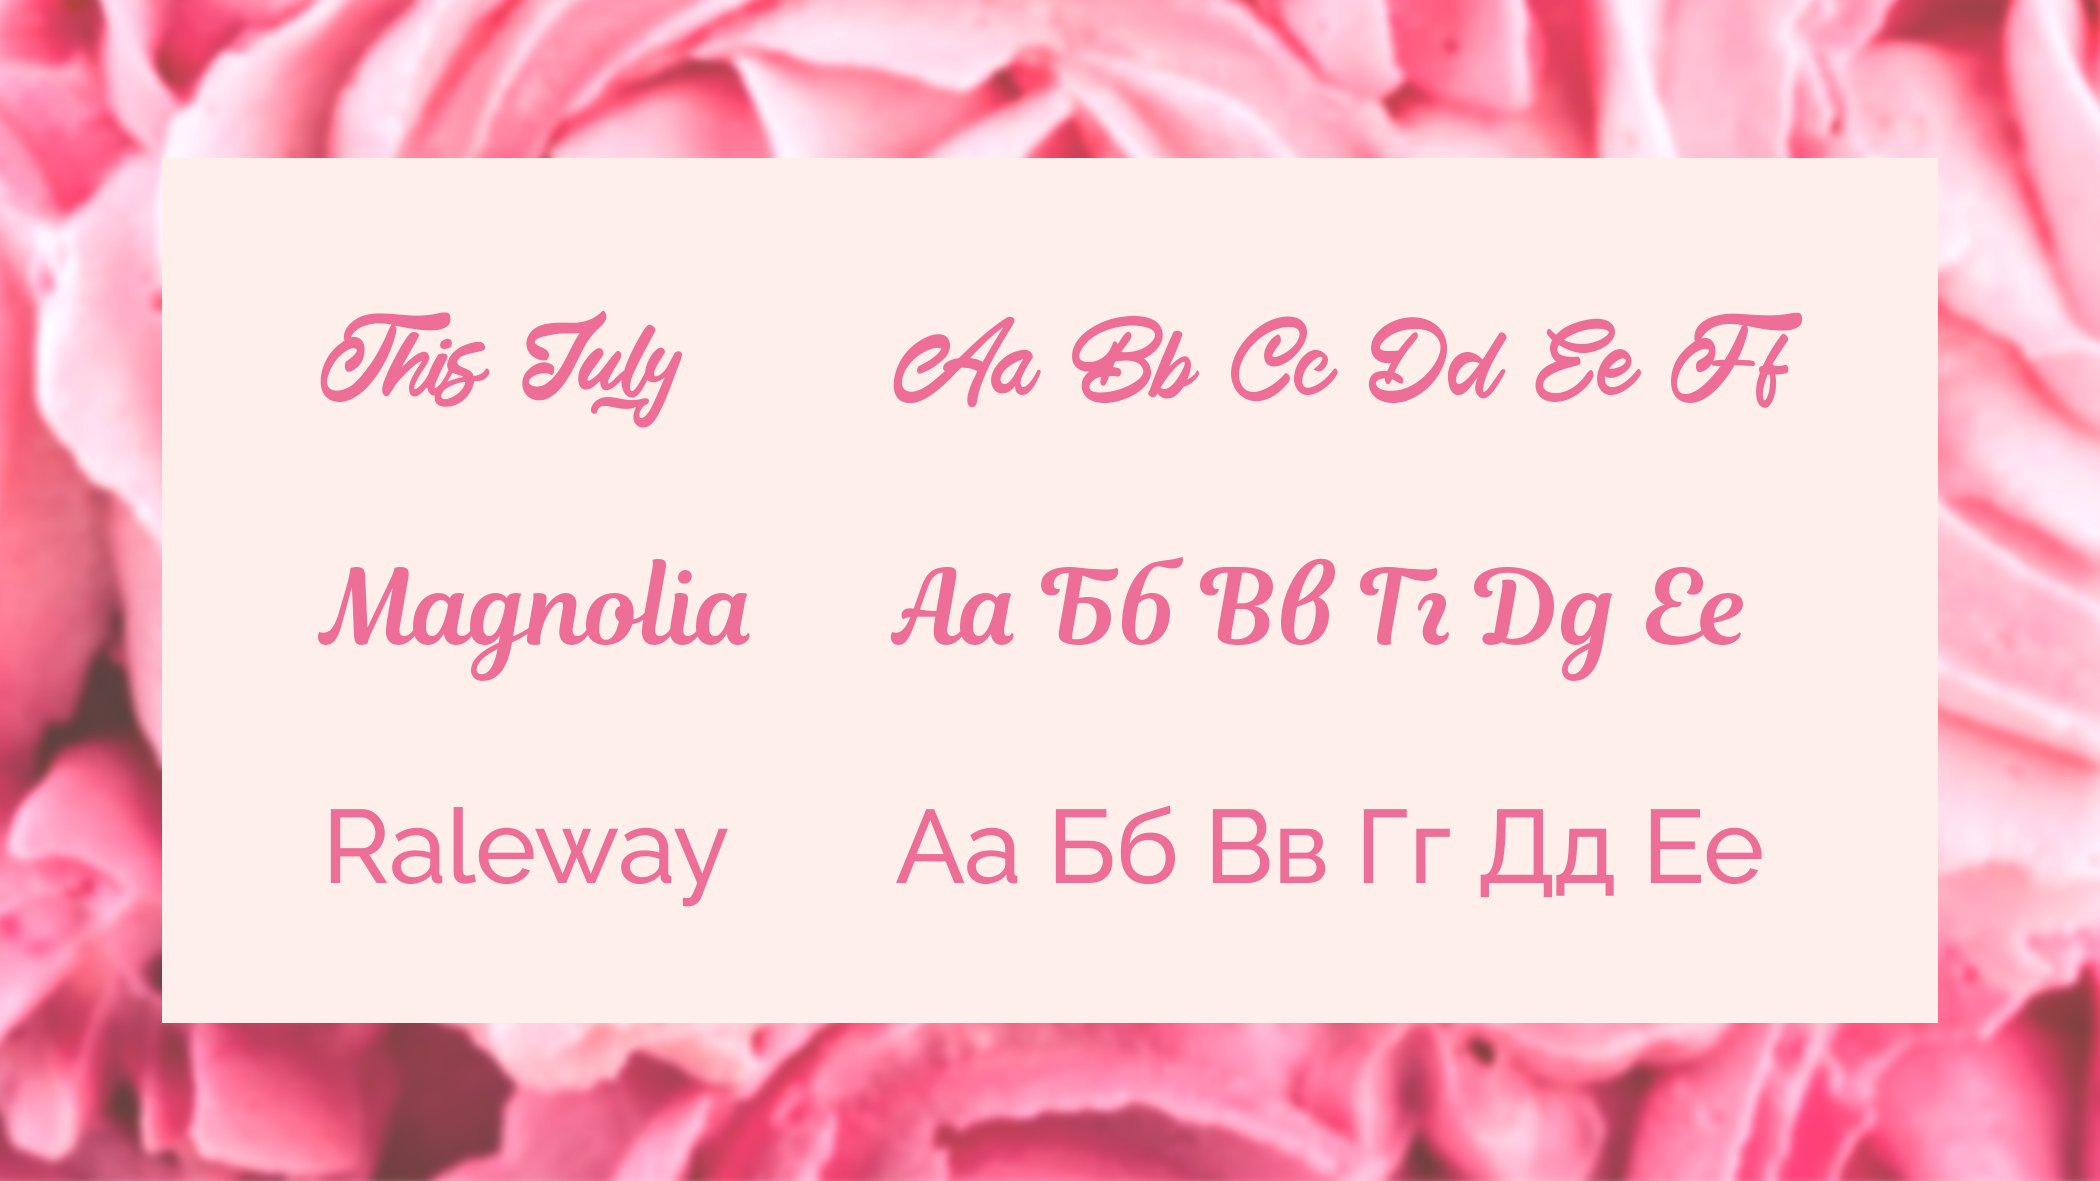 This July
Aa Bb Cc Dd Ee Ff
Magnolia
Аа Бб Вв Гг Дд Ее
Raleway
Аа Бб Вв Гг Дд Ее